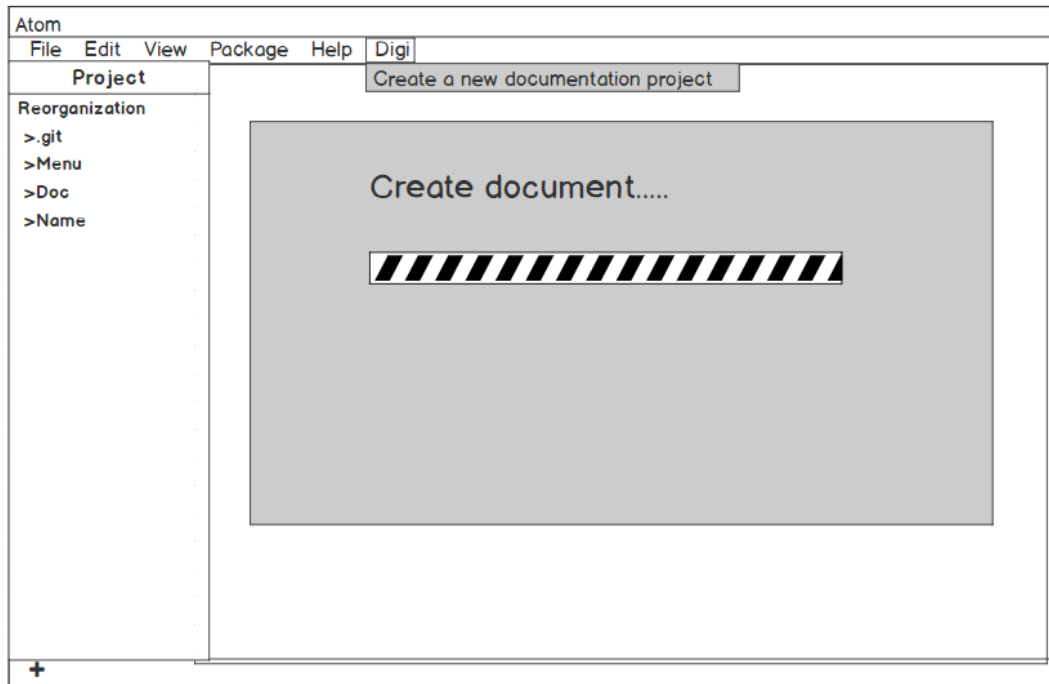 Atom
File Edit View Package Help Digi
Project
Create a new documentation project
Reorganization
>.git
>Menu
>Doc
>Name
Create document.....
+